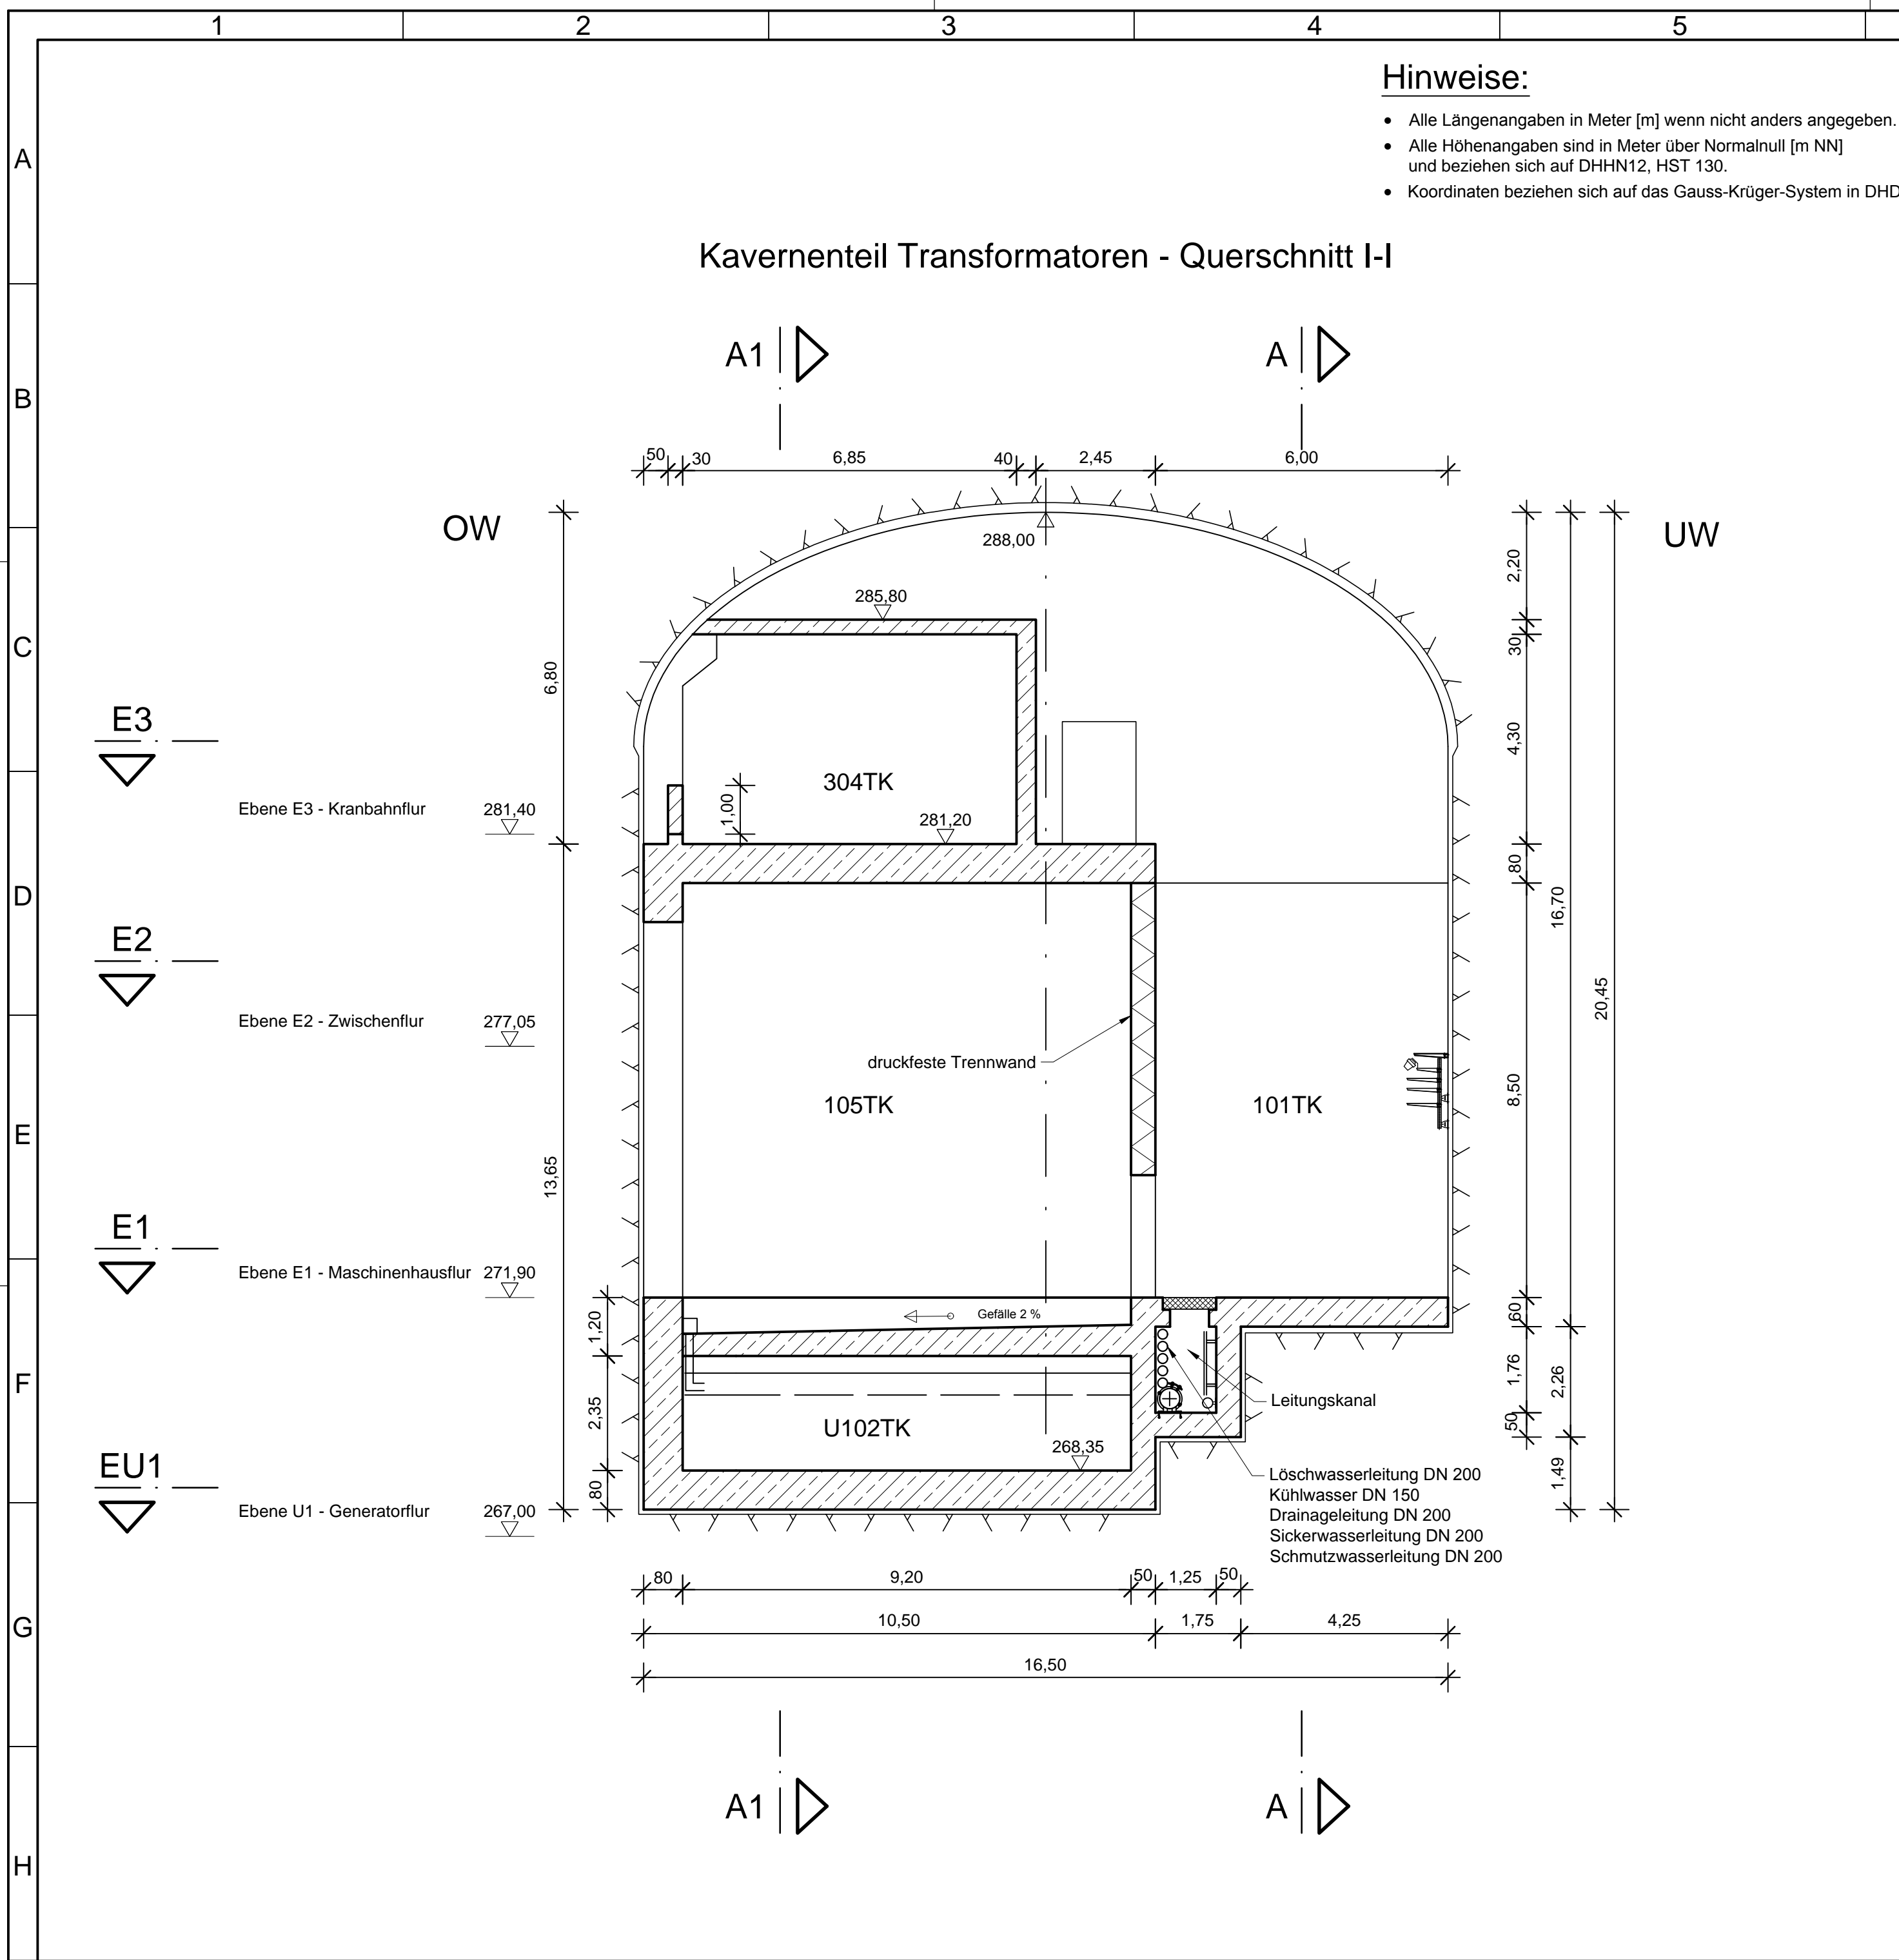 1 2 3 4 5
Hinweise:
• Alle Längenangaben in Meter [m] wenn nicht anders angegeben.
• Alle Höhenangaben sind in Meter über Normalnull [m NN]
und beziehen sich auf DHHN12, HST 130.
• Koordinaten beziehen sich auf das Gauss-Krüger-System in DHD
A
Kavernenteil Transformatoren - Querschnitt I-I
A1 A
B
50 30 6,85 40 2,45 6,00
OW
UW
288,00
2,20
285,80
C
30
6,80
E3
4,30
304TK
Ebene E3 - Kranbahnflur 281,40
1,00
281,20
80
D
16,70
E2
20,45
Ebene E2 - Zwischenflur 277,05
druckfeste Trennwand
8,50
105TK
101TK
E
13,65
E1
Ebene E1 - Maschinenhausflur 271,90
1,20
Gefälle 2 %
60
F
1,76
2,26
Leitungskanal
2,35
U102TK
50
268,35
EU1
1,49
80
Löschwasserleitung DN 200
Kühlwasser DN 150
Drainageleitung DN 200
Sickerwasserleitung DN 200
Schmutzwasserleitung DN 200
Ebene U1 - Generatorflur 267,00
80 9,20 50 1,25 50
G
10,50 1,75 4,25
16,50
A1 A
H